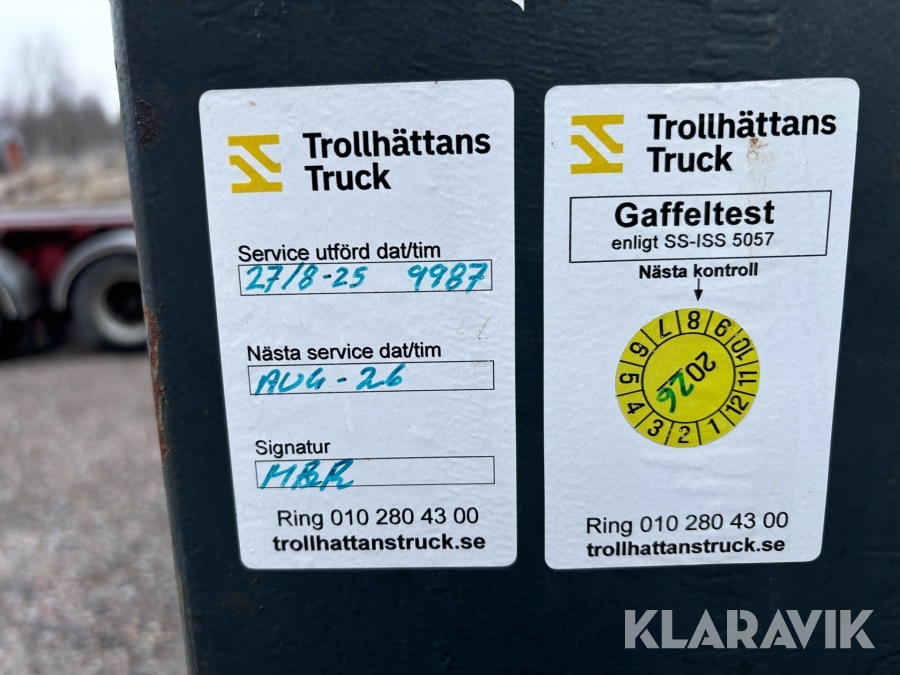 Trollhättans
Truck
Service utförd dat/tim
27/8-25 9987
Nästa service dat/tim
AUG-26
Signatur
MBR
Ring 010 280 43 00
trollhattanstruck.se
Trollhättans
Truck
Gaffeltest
enligt SS-ISS 5057
Nästa kontroll
1 2 3 4 5 6 7 8 9 10 11 12
2026
Ring 010 280 43 00
trollhattanstruck.se
KLARAVIK